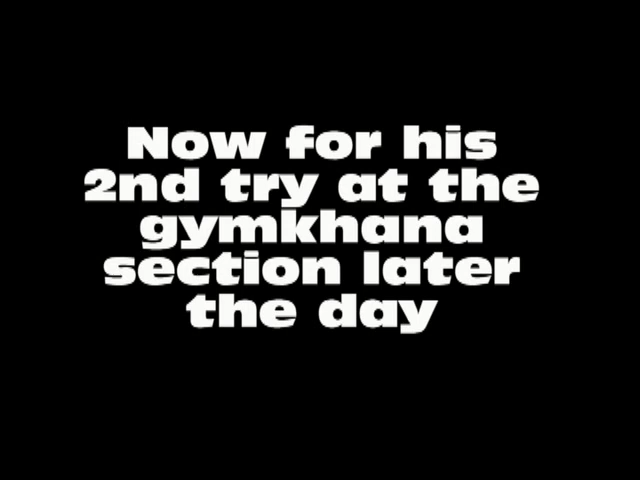 Now for his
2nd try at the
gymkhana
section later
the day